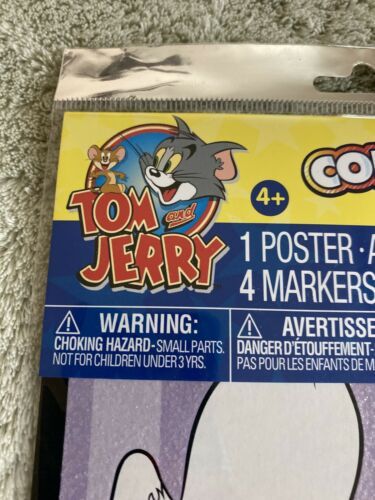 TOM and
JERRY
4+
1 POSTER ·
4 MARKERS
WARNING:
CHOKING HAZARD-SMALL PARTS.
NOT FOR CHILDREN UNDER 3 YRS.
AVERTISSE
DANGER D'ÉTOUFFEMENT-
PAS POUR LES ENFANTS DE M